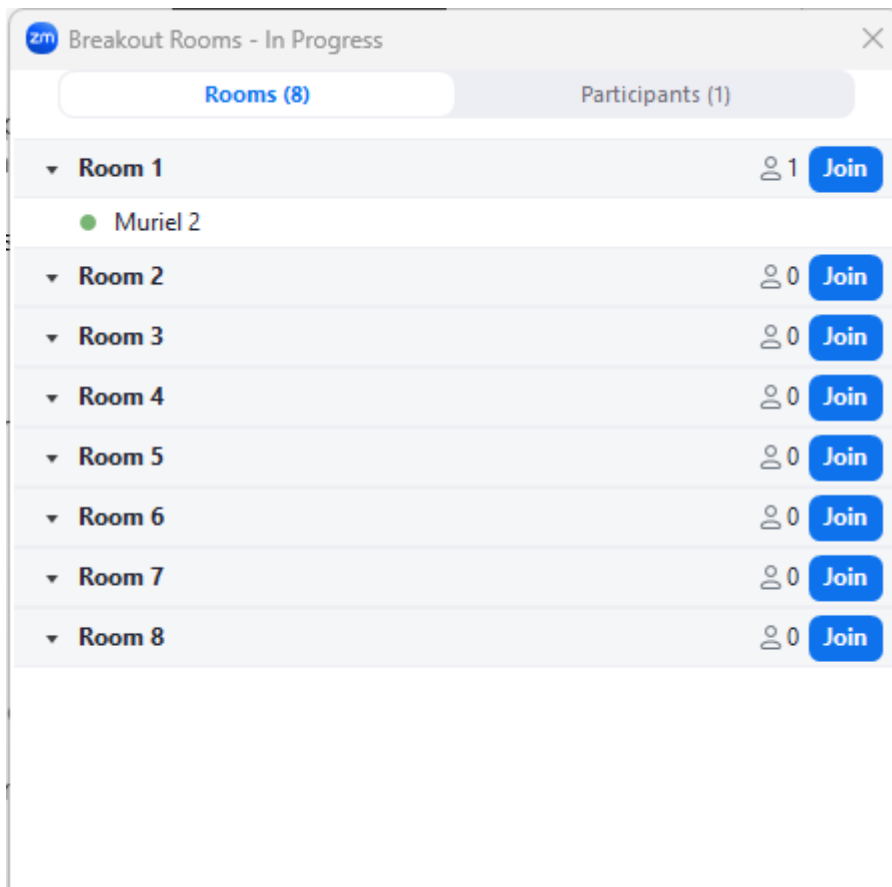 zm Breakout Rooms - In Progress
Rooms (8) Participants (1)
Room 1 1 Join
Muriel 2
Room 2 0 Join
Room 3 0 Join
Room 4 0 Join
Room 5 0 Join
Room 6 0 Join
Room 7 0 Join
Room 8 0 Join